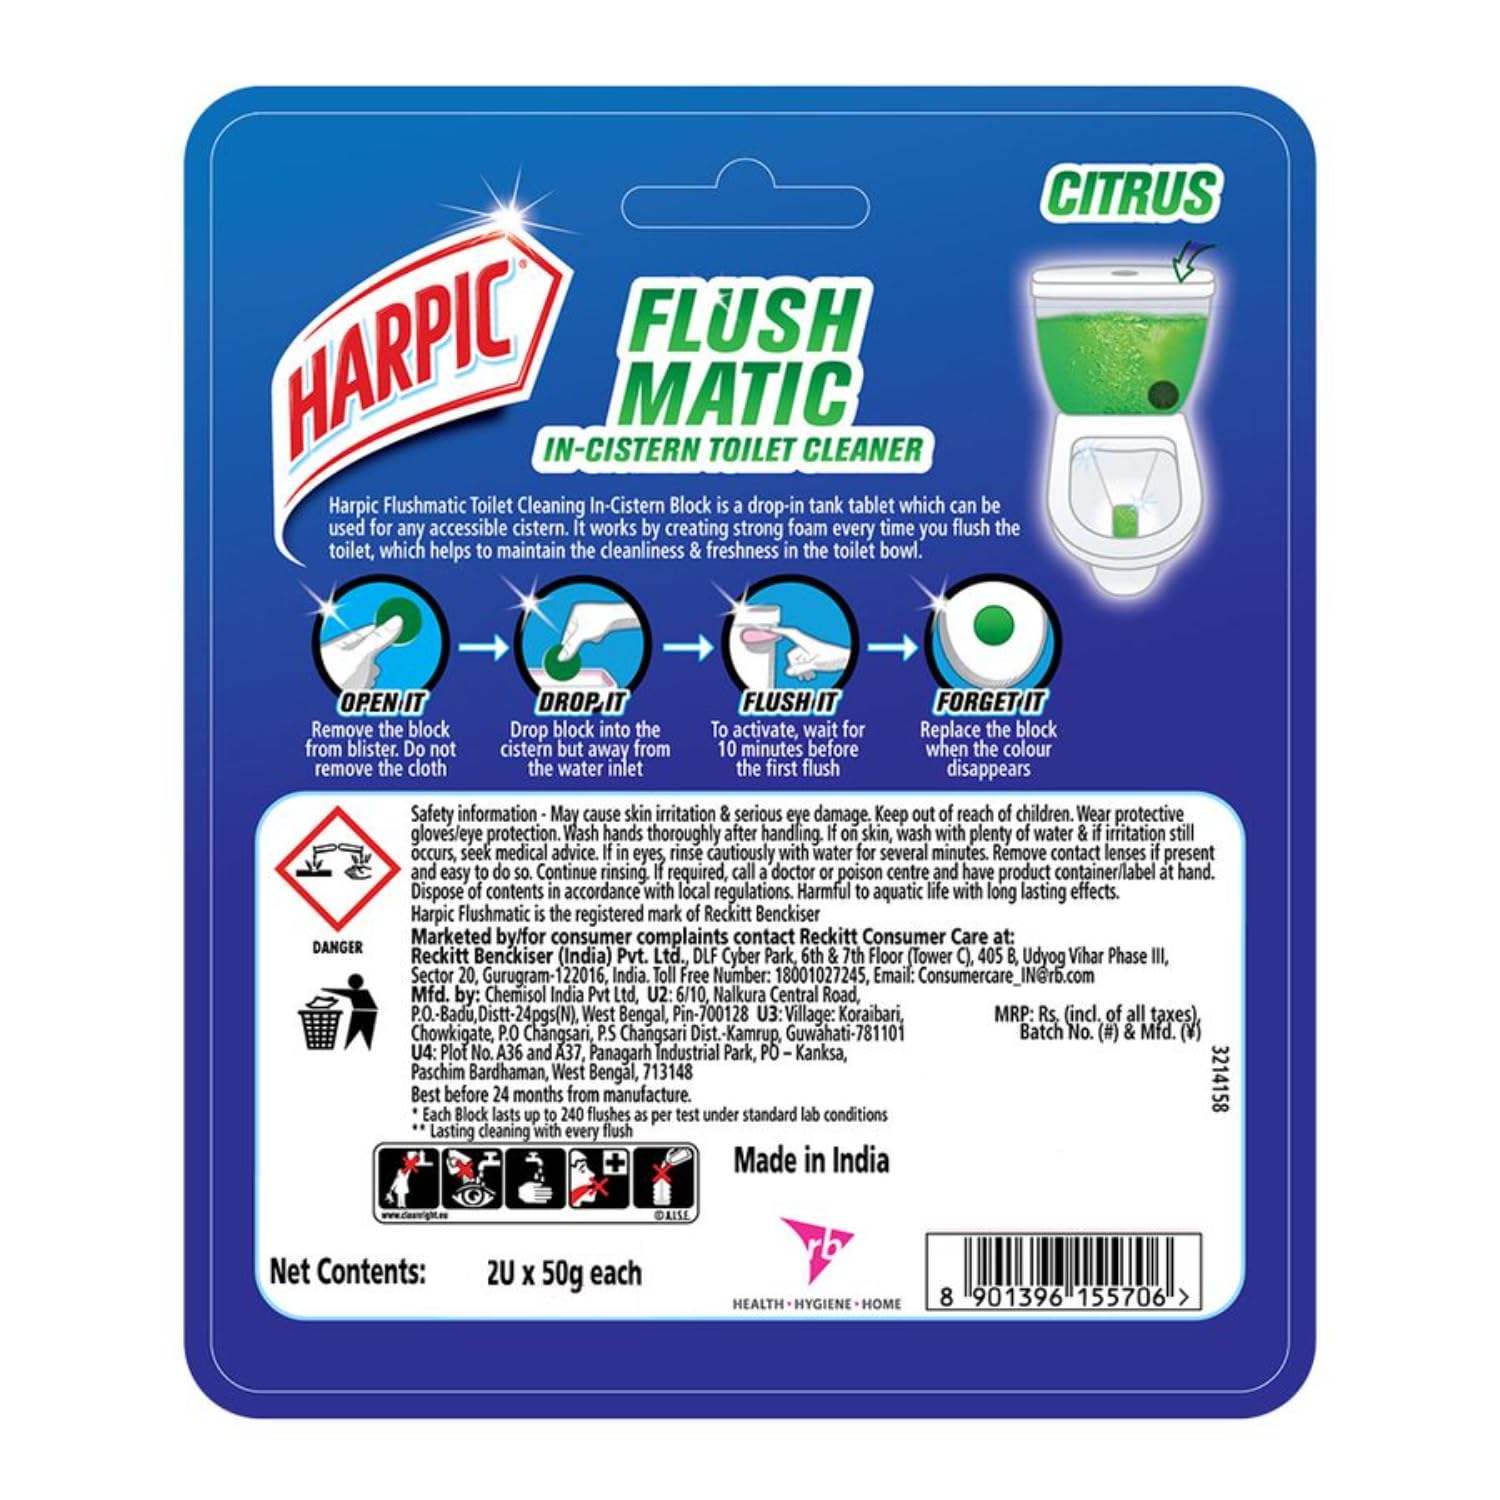 CITRUS
HARPIC®
FLUSH
MATIC
IN-CISTERN TOILET CLEANER
Harpic Flushmatic Toilet Cleaning In-Cistern Block is a drop-in tank tablet which can be
used for any accessible cistern. It works by creating strong foam every time you flush the
toilet, which helps to maintain the cleanliness & freshness in the toilet bowl.
OPEN IT
Remove the block
from blister. Do not
remove the cloth
DROP IT
Drop block into the
cistern but away from
the water inlet
FLUSH IT
To activate, wait for
10 minutes before
the first flush
FORGET IT
Replace the block
when the colour
disappears
DANGER
Safety information - May cause skin irritation & serious eye damage. Keep out of reach of children. Wear protective
gloves/eye protection. Wash hands thoroughly after handling. If on skin, wash with plenty of water & if irritation still
occurs, seek medical advice. If in eyes, rinse cautiously with water for several minutes. Remove contact lenses if present
and easy to do so. Continue rinsing. If required, call a doctor or poison centre and have product container/label at hand.
Dispose of contents in accordance with local regulations. Harmful to aquatic life with long lasting effects.
Harpic Flushmatic is the registered mark of Reckitt Benckiser
Marketed by/for consumer complaints contact Reckitt Consumer Care at:
Reckitt Benckiser (India) Pvt. Ltd., DLF Cyber Park, 6th & 7th Floor (Tower C), 405 B, Udyog Vihar Phase III,
Sector 20, Gurugram-122016, India. Toll Free Number: 18001027245, Email: Consumercare_IN@rb.com
Mfd. by: Chemisol India Pvt Ltd, U2: 6/10, Nalkura Central Road,
P.O.-Badu,Distt-24pgs(N), West Bengal, Pin-700128 U3: Village: Koraibari,
Chowkigate, P.O Changsari, P.S Changsari Dist.-Kamrup, Guwahati-781101
U4: Plot No. A36 and A37, Panagarh Industrial Park, PO – Kanksa,
Paschim Bardhaman, West Bengal, 713148
Best before 24 months from manufacture.
* Each Block lasts up to 240 flushes as per test under standard lab conditions
** Lasting cleaning with every flush
MRP: Rs. (incl. of all taxes),
Batch No. (#) & Mfd. (¥)
3214158
www.cleanright.eu
© A.I.S.E.
Made in India
Net Contents: 2U x 50g each
rb
HEALTH • HYGIENE • HOME
8 901396 155706 >